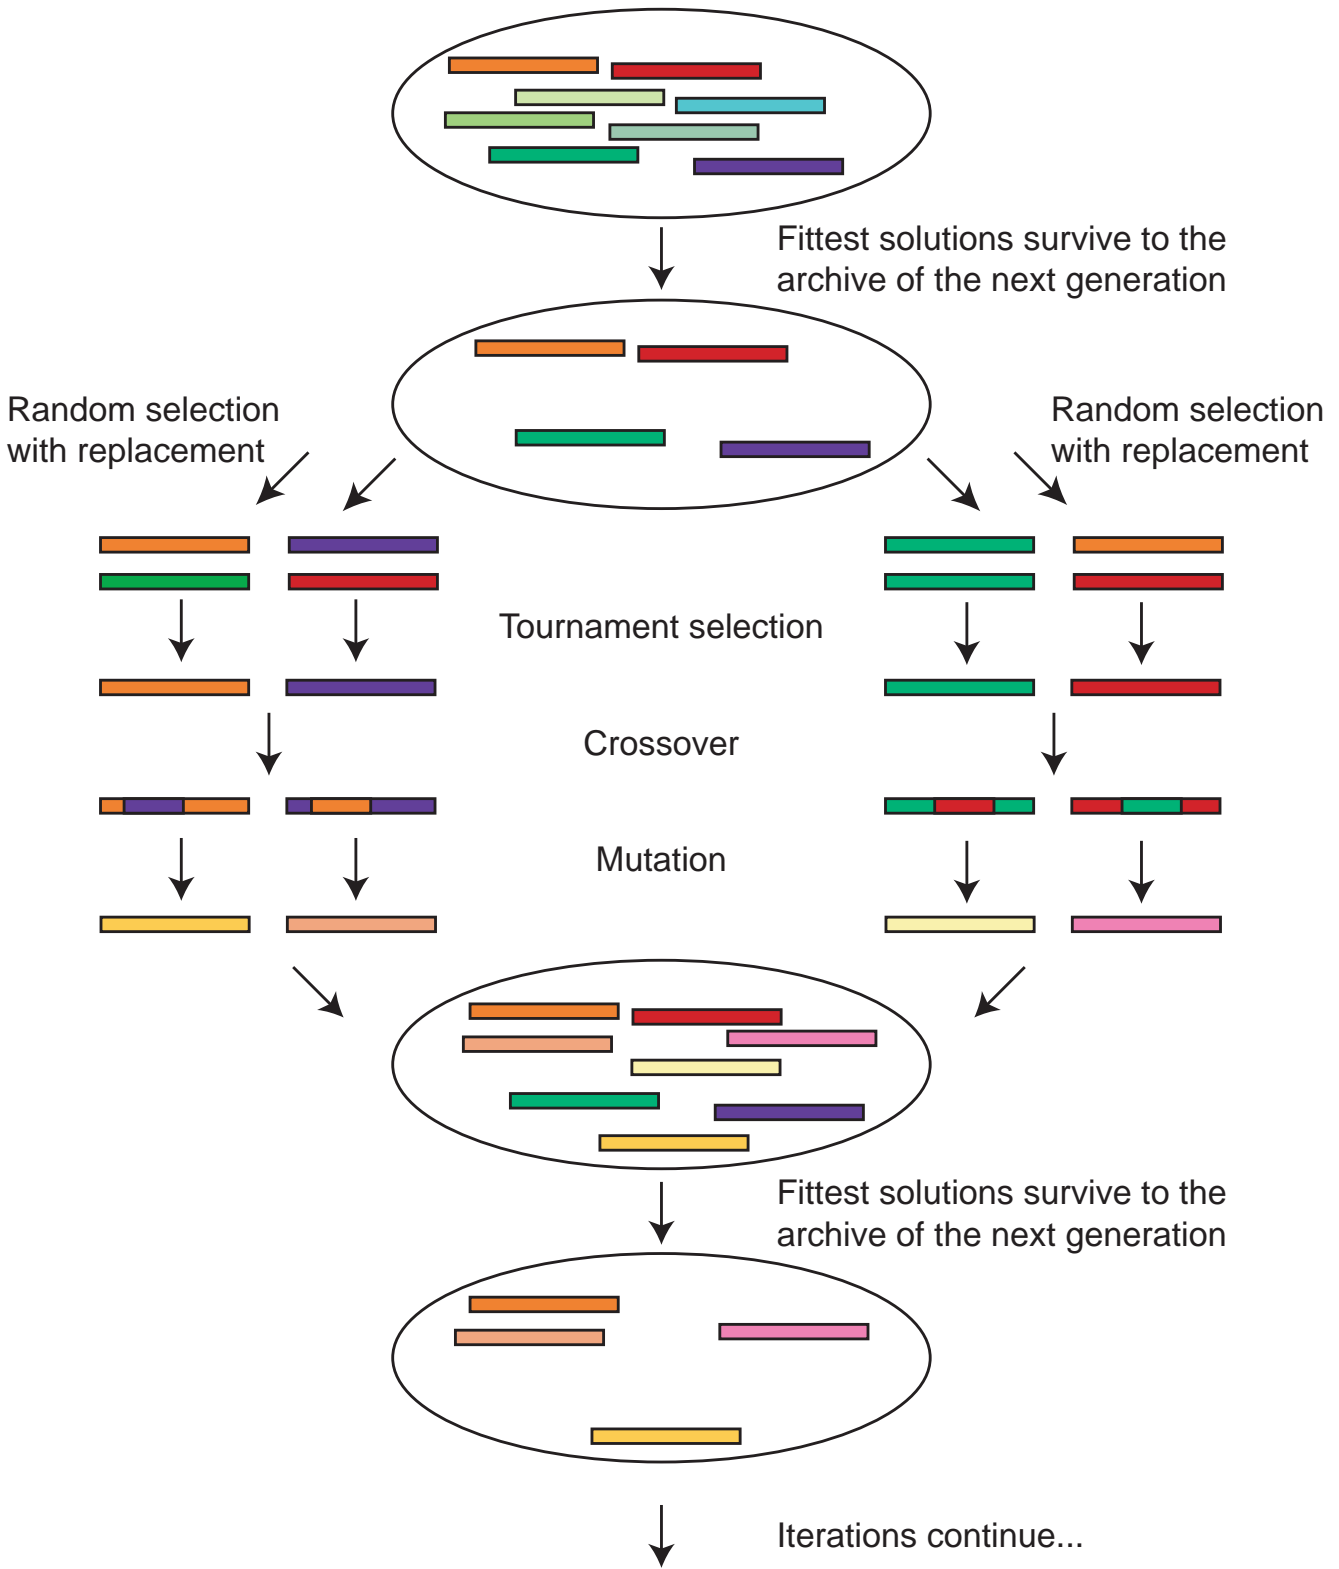 Fittest solutions survive to the
archive of the next generation
Random selection
with replacement
Random selection
with replacement
Tournament selection
Crossover
Mutation
Fittest solutions survive to the
archive of the next generation
Iterations continue...